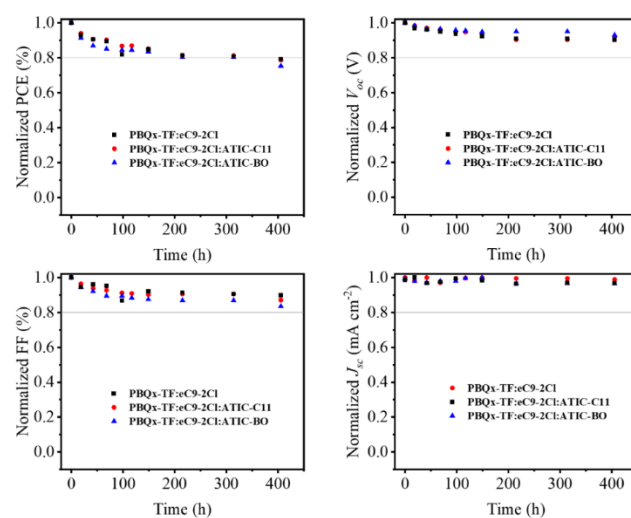 Normalized PCE (%)
1.0
0.8
0.6
0.4
0.2
0.0
PBQx-TF:eC9-2Cl
PBQx-TF:eC9-2Cl:ATIC-C11
PBQx-TF:eC9-2Cl:ATIC-BO
0 100 200 300 400
Time (h)
Normalized Voc (V)
1.0
0.8
0.6
0.4
0.2
0.0
PBQx-TF:eC9-2Cl
PBQx-TF:eC9-2Cl:ATIC-C11
PBQx-TF:eC9-2Cl:ATIC-BO
0 100 200 300 400
Time (h)
Normalized FF (%)
1.0
0.8
0.6
0.4
0.2
0.0
PBQx-TF:eC9-2Cl
PBQx-TF:eC9-2Cl:ATIC-C11
PBQx-TF:eC9-2Cl:ATIC-BO
0 100 200 300 400
Time (h)
Normalized Jsc (mA cm-2)
1.0
0.8
0.6
0.4
0.2
0.0
PBQx-TF:eC9-2Cl
PBQx-TF:eC9-2Cl:ATIC-C11
PBQx-TF:eC9-2Cl:ATIC-BO
0 100 200 300 400
Time (h)